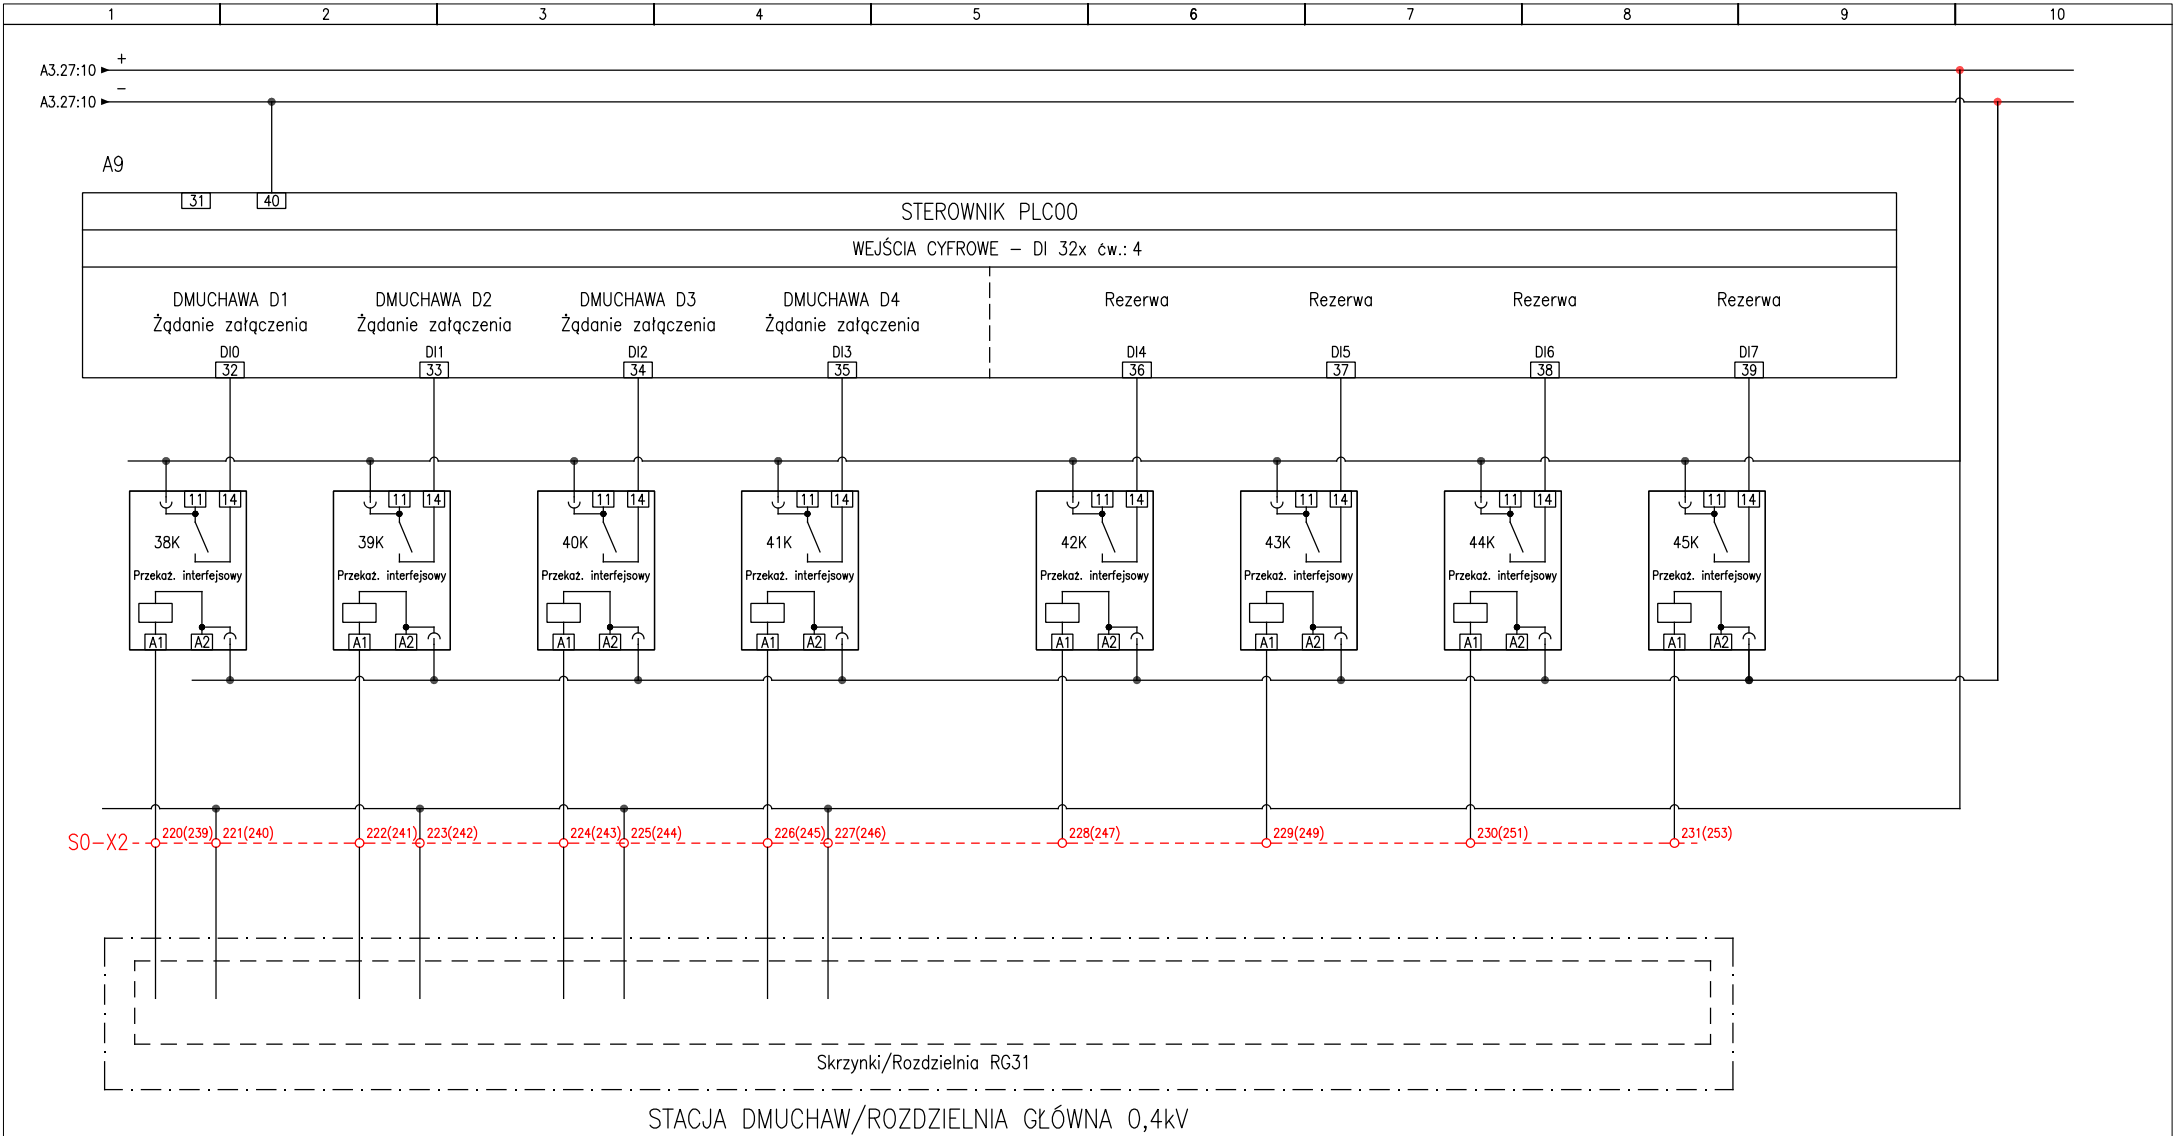 1 2 3 4 5 6 7 8 9 10
A3.27:10 +
A3.27:10 −
A9
31 40
STEROWNIK PLC00
WEJŚCIA CYFROWE – DI 32x ćw.: 4
DMUCHAWA D1 DMUCHAWA D2 DMUCHAWA D3 DMUCHAWA D4 Rezerwa Rezerwa Rezerwa Rezerwa
Żądanie załączenia Żądanie załączenia Żądanie załączenia Żądanie załączenia
DI0 DI1 DI2 DI3 DI4 DI5 DI6 DI7
32 33 34 35 36 37 38 39
11 14 11 14 11 14 11 14 11 14 11 14 11 14 11 14
38K 39K 40K 41K 42K 43K 44K 45K
Przekaź. interfejsowy Przekaź. interfejsowy Przekaź. interfejsowy Przekaź. interfejsowy Przekaź. interfejsowy Przekaź. interfejsowy Przekaź. interfejsowy Przekaź. interfejsowy
A1 A2 A1 A2 A1 A2 A1 A2 A1 A2 A1 A2 A1 A2 A1 A2
S0-X2 220(239) 221(240) 222(241) 223(242) 224(243) 225(244) 226(245) 227(246) 228(247) 229(249) 230(251) 231(253)
Skrzynki/Rozdzielnia RG31
STACJA DMUCHAW/ROZDZIELNIA GŁÓWNA 0,4kV